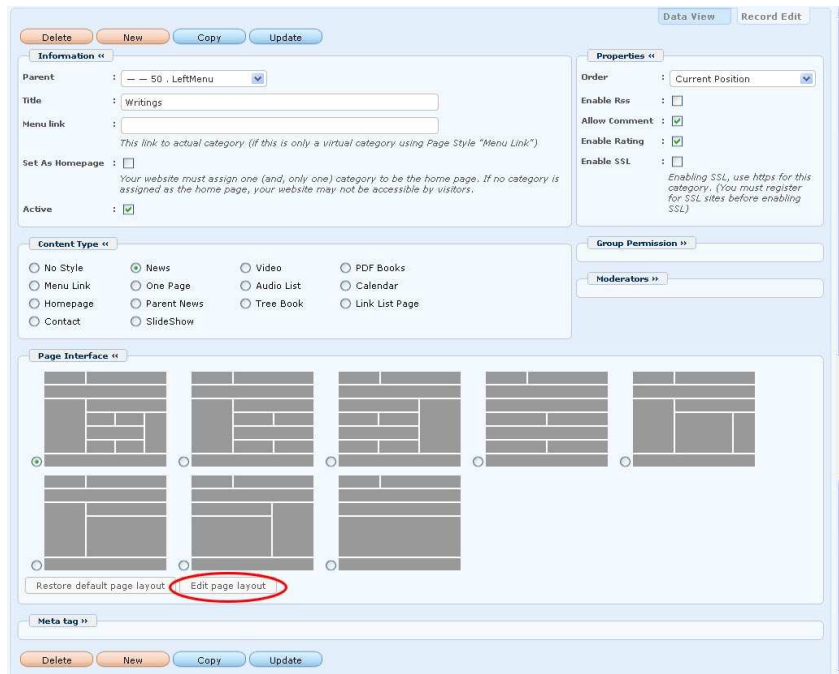 Data View Record Edit
Delete New Copy Update
Information «
Parent : — — 50 . LeftMenu
Title : Writings
Menu link :
This link to actual category (if this is only a virtual category using Page Style "Menu Link")
Set As Homepage :
Your website must assign one (and, only one) category to be the home page. If no category is
assigned as the home page, your website may not be accessible by visitors.
Active :
Properties «
Order : Current Position
Enable Rss :
Allow Comment :
Enable Rating :
Enable SSL :
Enabling SSL, use https for this
category. (You must register
for SSL sites before enabling
SSL)
Content Type «
No Style News Video PDF Books
Menu Link One Page Audio List Calendar
Homepage Parent News Tree Book Link List Page
Contact SlideShow
Group Permission »
Moderators »
Page Interface «
Restore default page layout Edit page layout
Meta tag »
Delete New Copy Update